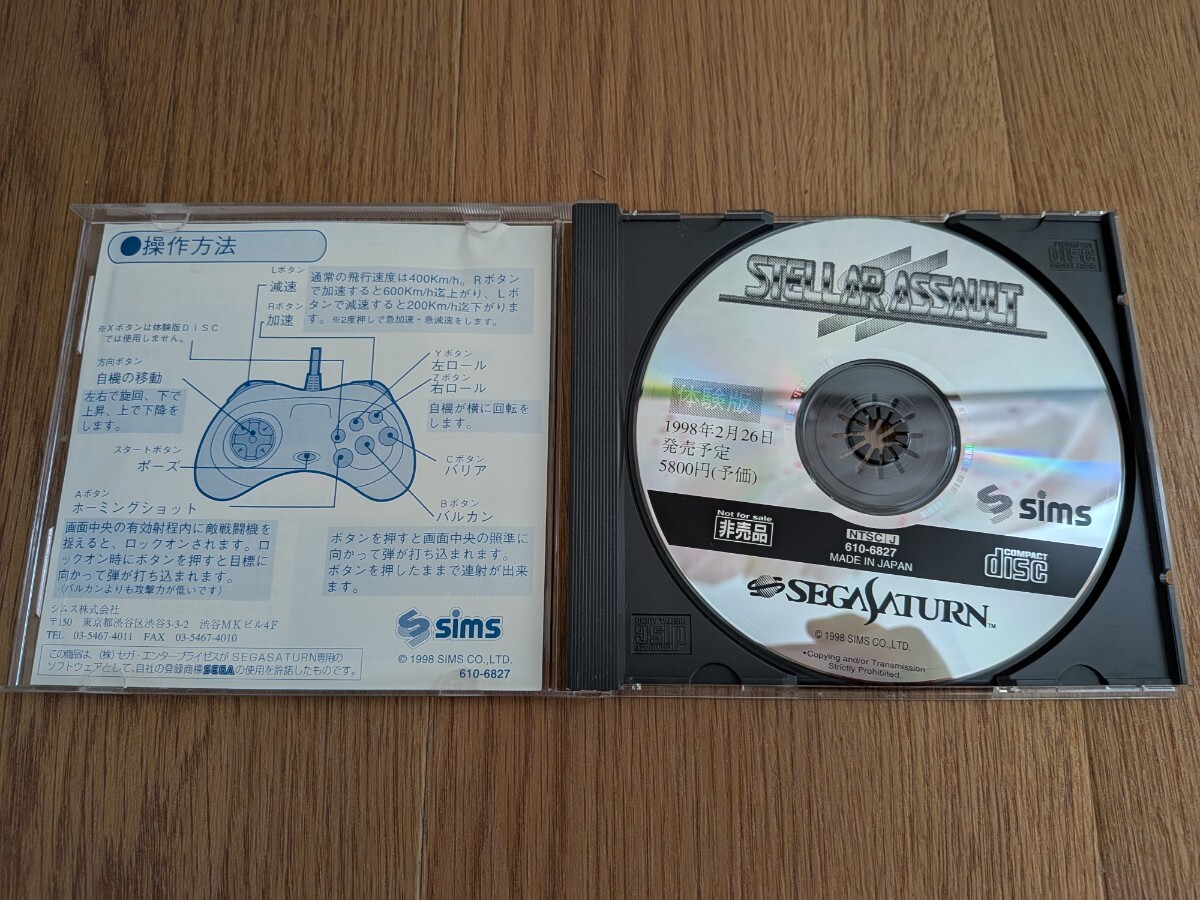 ●操作方法
Lボタン
減速
Rボタン
加速
通常の飛行速度は400Km/h。Rボタン
で加速すると600Km/h迄上がり、Lボ
タンで減速すると200Km/h迄下がりま
す。※2度押しで急加速・急減速をします。
※Xボタンは体験版DISC
では使用しません。
方向ボタン
自機の移動
左右で旋回、下で
上昇、上で下降を
します。
Yボタン
左ロール
Zボタン
右ロール
自機が横に回転を
します。
スタートボタン
ポーズ
Cボタン
バリア
Aボタン
ホーミングショット
Bボタン
バルカン
画面中央の有効射程内に敵戦闘機を
捉えると、ロックオンされます。ロ
ックオン時にボタンを押すと目標に
向かって弾が打ち込まれます。
(バルカンよりも攻撃力が低いです)
ボタンを押すと画面中央の照準に
向かって弾が打ち込まれます。
ボタンを押したままで連射が出来
ます。
シムス株式会社
〒150 東京都渋谷区渋谷3-3-2 渋谷MKビル4F
TEL 03-5467-4011 FAX 03-5467-4010
sims
© 1998 SIMS CO.,LTD.
610-6827
この商品は、(株)セガ・エンタープライゼスがSEGASATURN専用の
ソフトウェアとして、自社の登録商標SEGAの使用を許諾したものです。
STELLAR ASSAULT SS
体験版
1998年2月26日
発売予定
5800円(予価)
sims
Not for sale
非売品
NTSC J
610-6827
MADE IN JAPAN
COMPACT
disc
SEGASATURN™
© 1998 SIMS CO.,LTD.
•Copying and/or Transmission
Strictly Prohibited.